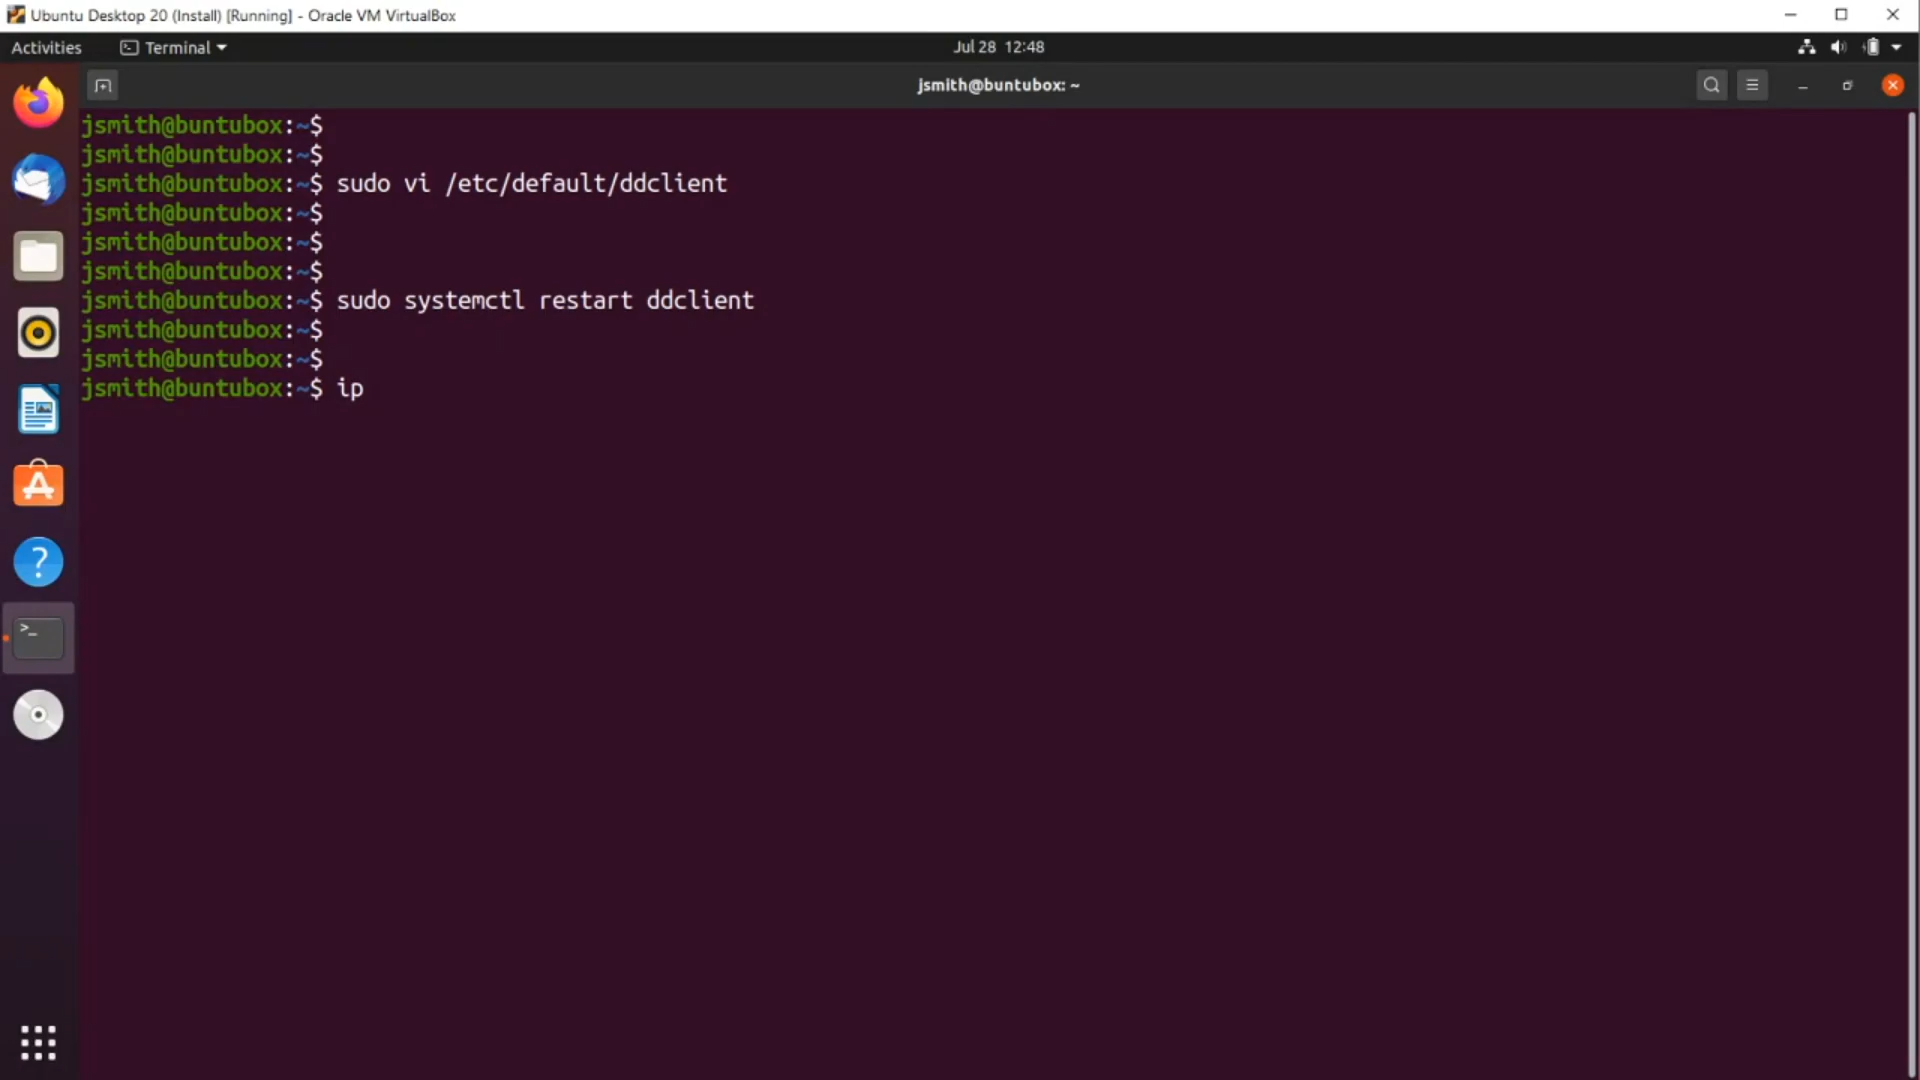 Ubuntu Desktop 20 (Install) [Running] - Oracle VM VirtualBox
Activities Terminal Jul 28 12:48
jsmith@buntubox: ~
jsmith@buntubox:~$
jsmith@buntubox:~$
jsmith@buntubox:~$ sudo vi /etc/default/ddclient
jsmith@buntubox:~$
jsmith@buntubox:~$
jsmith@buntubox:~$
jsmith@buntubox:~$ sudo systemctl restart ddclient
jsmith@buntubox:~$
jsmith@buntubox:~$
jsmith@buntubox:~$ ip